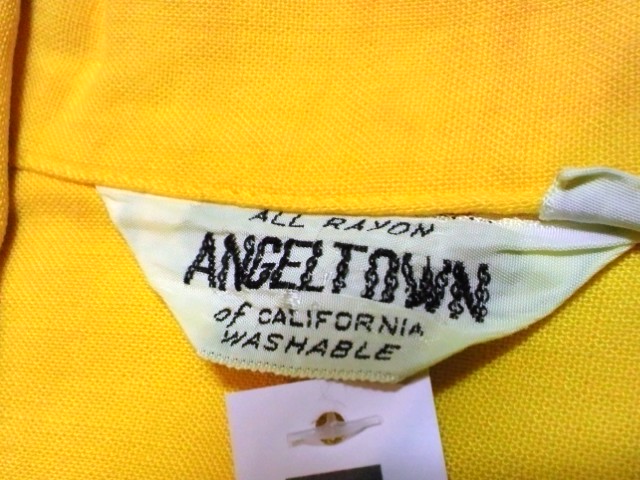 ALL RAYON
ANGELTOWN
of CALIFORNIA
WASHABLE